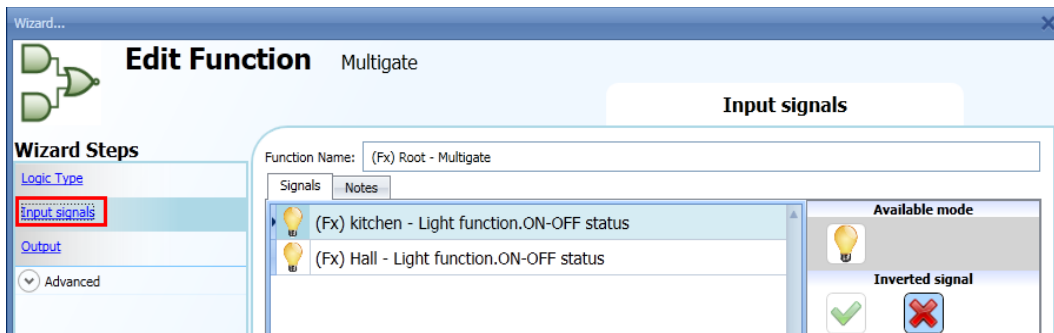 Wizard...
Edit Function Multigate
Input signals
Wizard Steps
Logic Type
Input signals
Output
Advanced
Function Name: (Fx) Root - Multigate
Signals Notes
(Fx) kitchen - Light function.ON-OFF status
(Fx) Hall - Light function.ON-OFF status
Available mode
Inverted signal